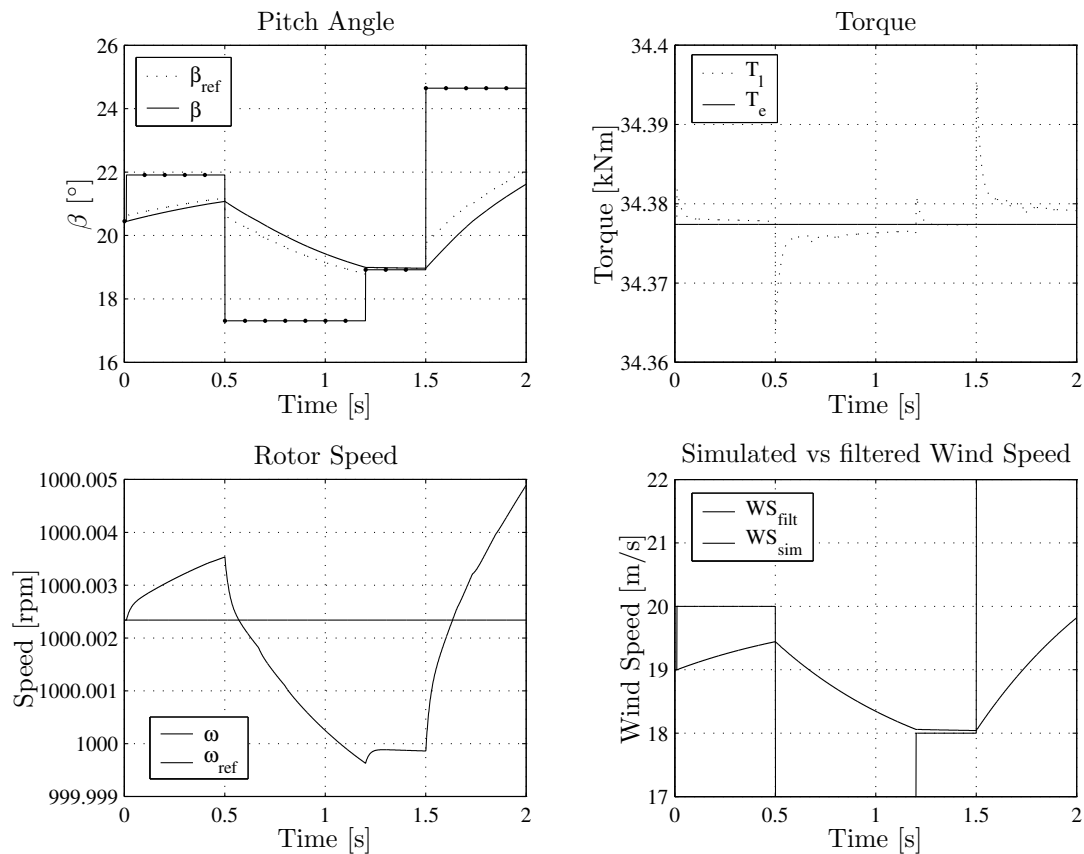 Pitch Angle
26
24
22
20
18
16
β [°]
β_ref
β
0 0.5 1 1.5 2
Time [s]
Torque
34.4
34.39
34.38
34.37
34.36
Torque [kNm]
T_l
T_e
0 0.5 1 1.5 2
Time [s]
Rotor Speed
1000.005
1000.004
1000.003
1000.002
1000.001
1000
999.999
Speed [rpm]
ω
ω_ref
0 0.5 1 1.5 2
Time [s]
Simulated vs filtered Wind Speed
22
21
20
19
18
17
Wind Speed [m/s]
WS_filt
WS_sim
0 0.5 1 1.5 2
Time [s]